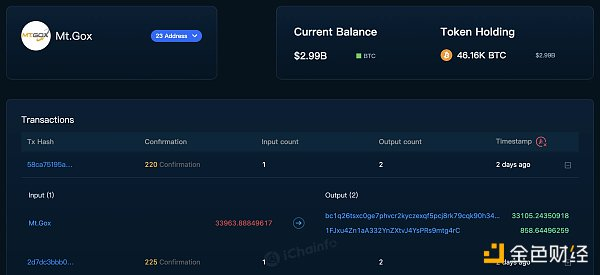 MT.GOX
Mt.Gox
23 Address
Current Balance
Token Holding
$2.99B
BTC
46.16K BTC
$2.99B
Transactions
Tx Hash
Confirmation
Input count
Output count
Timestamp
58ca75195a...
220 Confirmation
1
2
2 days ago
Input (1)
Output (2)
Mt.Gox
33963.88849617
bc1q26tsxc0ge7phvcr2kyczexqf5pcj8rk79cqk90h34...
33105.24350918
1FJxu4Zn1aA332YnZXtvJ4YsPRs9mtg4rC
858.64496259
iChainfo
2d7dc3bbb0...
225 Confirmation
1
2
2 days ago
金色财经